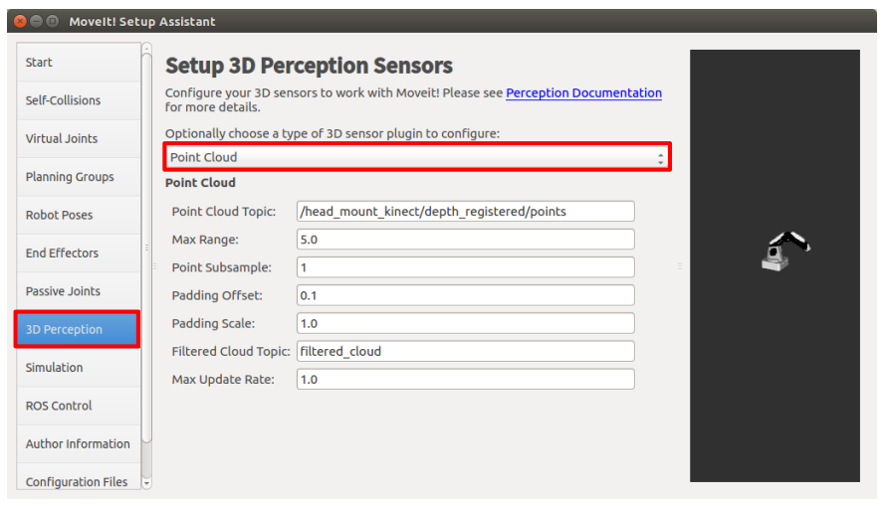 MoveIt! Setup Assistant
Start
Self-Collisions
Virtual Joints
Planning Groups
Robot Poses
End Effectors
Passive Joints
3D Perception
Simulation
ROS Control
Author Information
Configuration Files
Setup 3D Perception Sensors
Configure your 3D sensors to work with Moveit! Please see Perception Documentation
for more details.
Optionally choose a type of 3D sensor plugin to configure:
Point Cloud
Point Cloud
Point Cloud Topic: /head_mount_kinect/depth_registered/points
Max Range: 5.0
Point Subsample: 1
Padding Offset: 0.1
Padding Scale: 1.0
Filtered Cloud Topic: filtered_cloud
Max Update Rate: 1.0